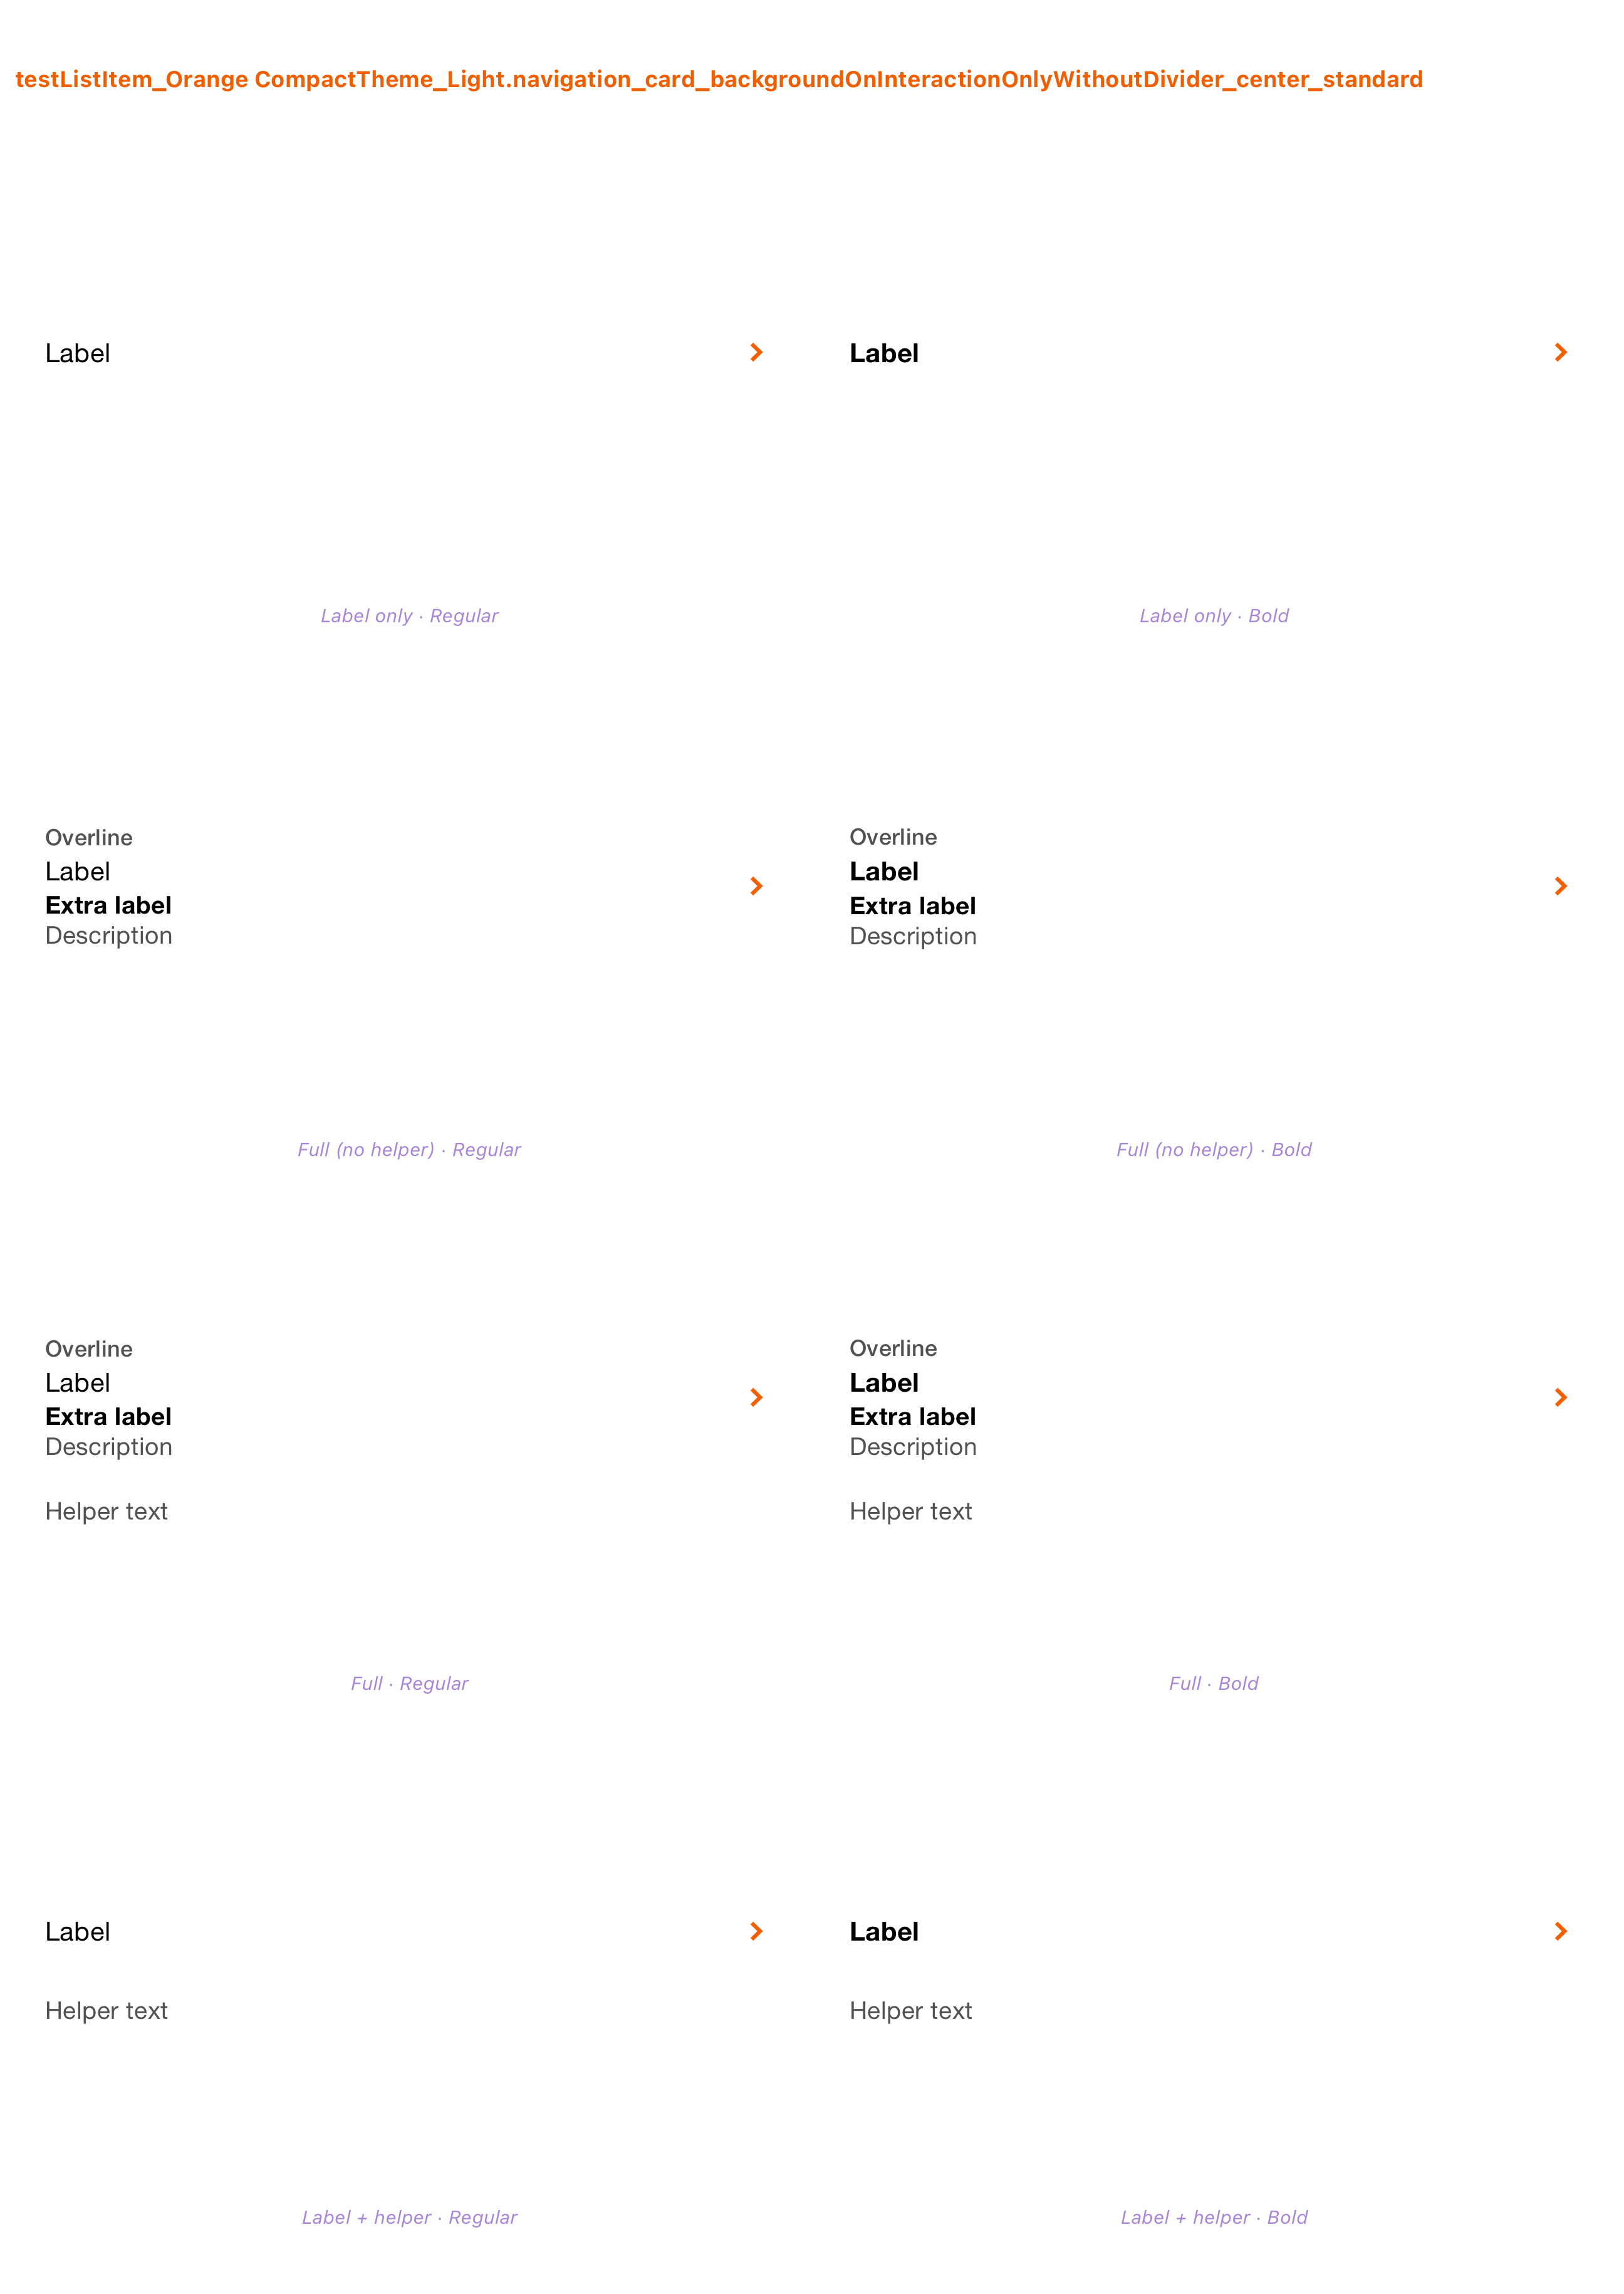 testListItem_Orange CompactTheme_Light.navigation_card_backgroundOnInteractionOnlyWithoutDivider_center_standard
Label
Label
Label only · Regular
Label only · Bold
Overline
Label
Extra label
Description
Overline
Label
Extra label
Description
Full (no helper) · Regular
Full (no helper) · Bold
Overline
Label
Extra label
Description
Helper text
Overline
Label
Extra label
Description
Helper text
Full · Regular
Full · Bold
Label
Helper text
Label
Helper text
Label + helper · Regular
Label + helper · Bold